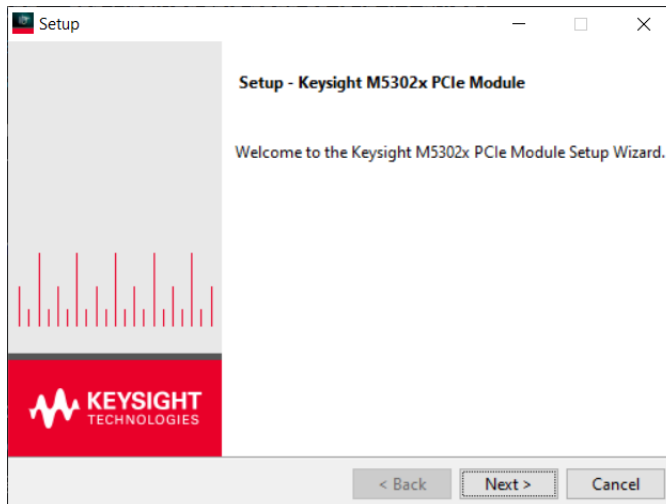 Setup
Setup - Keysight M5302x PCIe Module
Welcome to the Keysight M5302x PCIe Module Setup Wizard.
KEYSIGHT
TECHNOLOGIES
< Back
Next >
Cancel